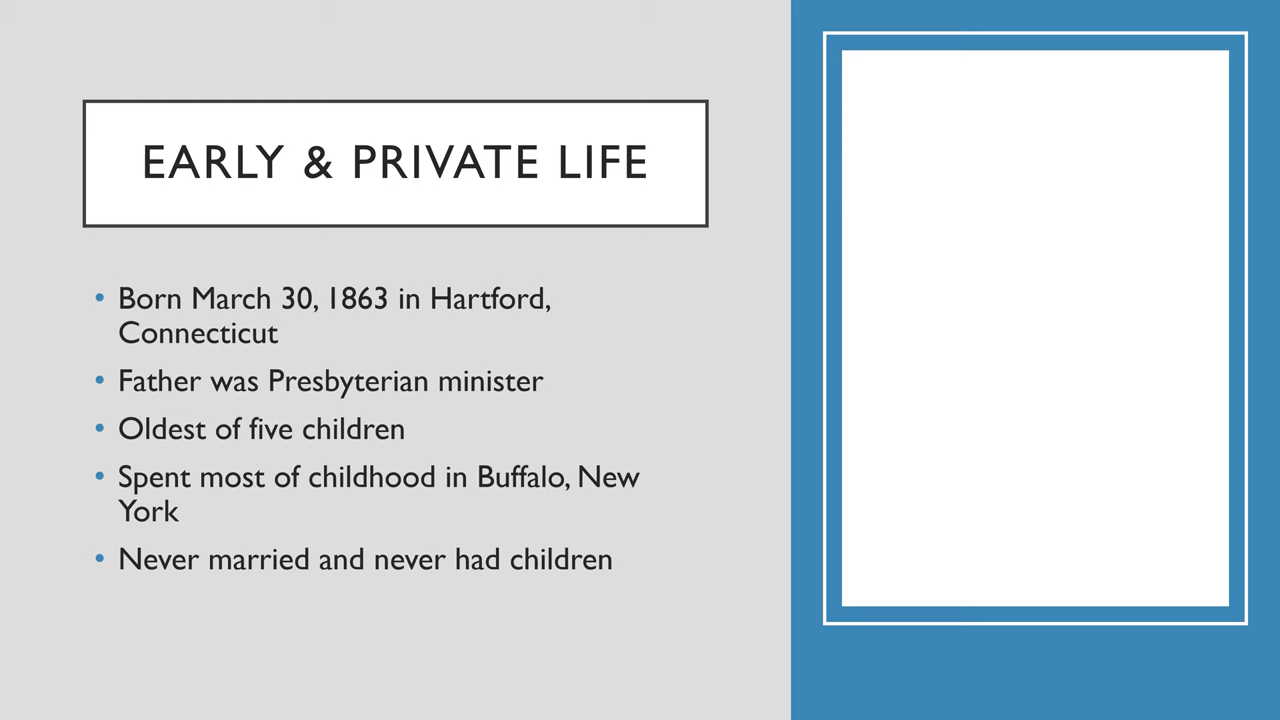 EARLY & PRIVATE LIFE
• Born March 30, 1863 in Hartford,
Connecticut
• Father was Presbyterian minister
• Oldest of five children
• Spent most of childhood in Buffalo, New
York
• Never married and never had children